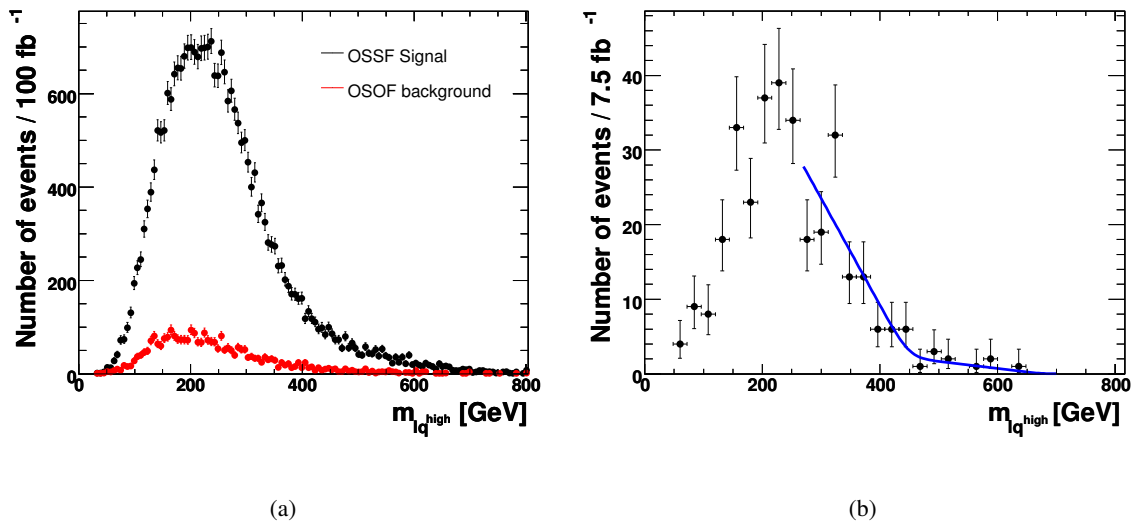 Number of events / 100 fb⁻¹
600
400
200
0
OSSF Signal
OSOF background
0 200 400 600 800
m_lq^high [GeV]
(a)
Number of events / 7.5 fb⁻¹
40
30
20
10
0
0 200 400 600 800
m_lq^high [GeV]
(b)